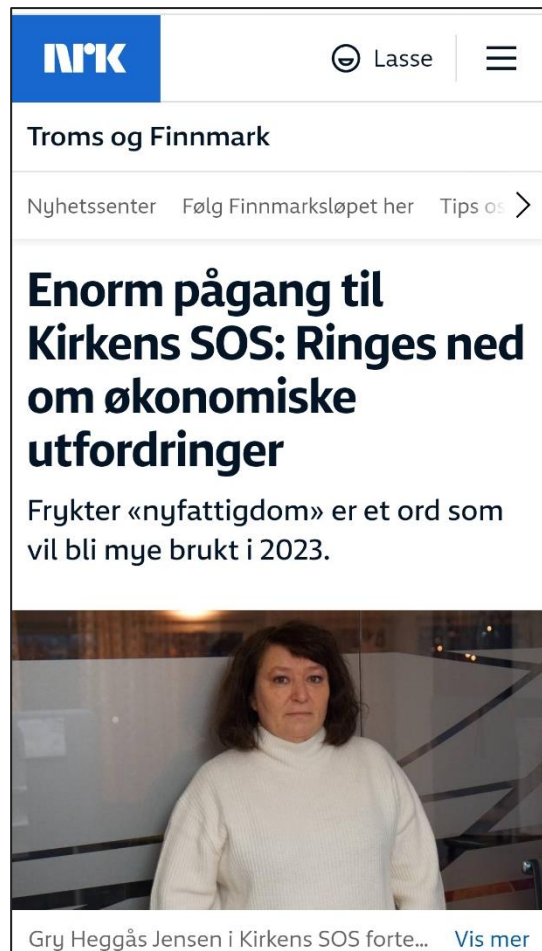 NRK
Lasse
Troms og Finnmark
Nyhetssenter Følg Finnmarksløpet her Tips os
Enorm pågang til
Kirkens SOS: Ringes ned
om økonomiske
utfordringer
Frykter «nyfattigdom» er et ord som
vil bli mye brukt i 2023.
Gry Heggås Jensen i Kirkens SOS forte... Vis mer